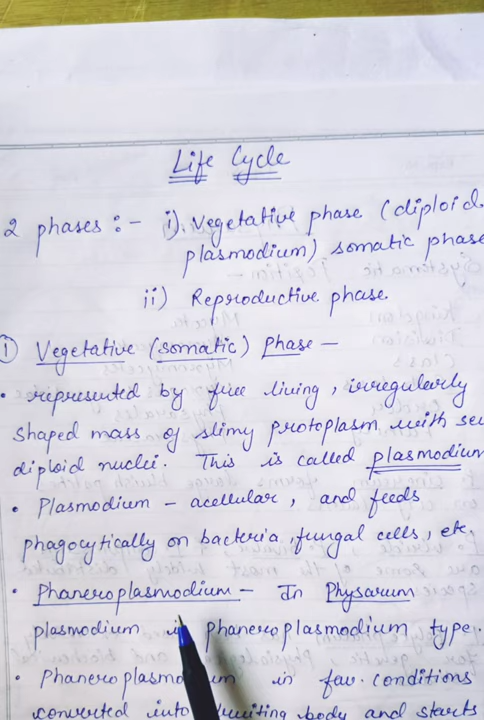 Life Cycle
2 phases :- i) Vegetative phase (diploid
plasmodium) somatic phase
ii) Reproductive phase.
① Vegetative (somatic) phase -
• represented by free living, irregularly
shaped mass of slimy protoplasm with se
diploid nuclei. This is called plasmodium
• Plasmodium - acellular, and feeds
phagocytically on bacteria, fungal cells, etc.
• Phaneroplasmodium - In Physarum
plasmodium is phaneroplasmodium type.
• Phaneroplasmodium in fav. conditions
converted into fruiting body and starts